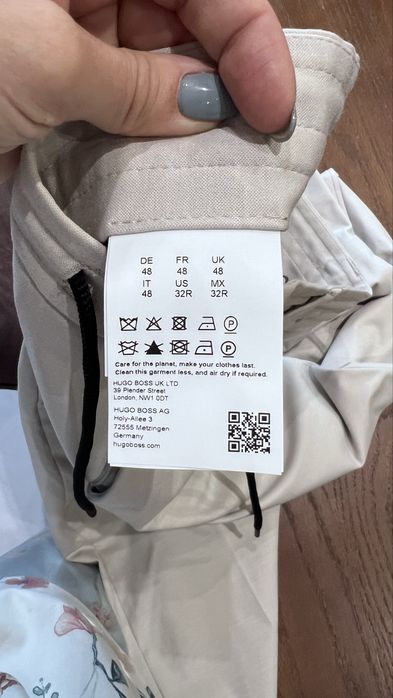 DE FR UK
48 48 48
IT US MX
48 32R 32R
P
P
Care for the planet, make your clothes last.
Clean this garment less, and air dry if required.
HUGO BOSS UK LTD
39 Plender Street
London, NW1 0DT
HUGO BOSS AG
Holy-Allee 3
72555 Metzingen
Germany
hugoboss.com